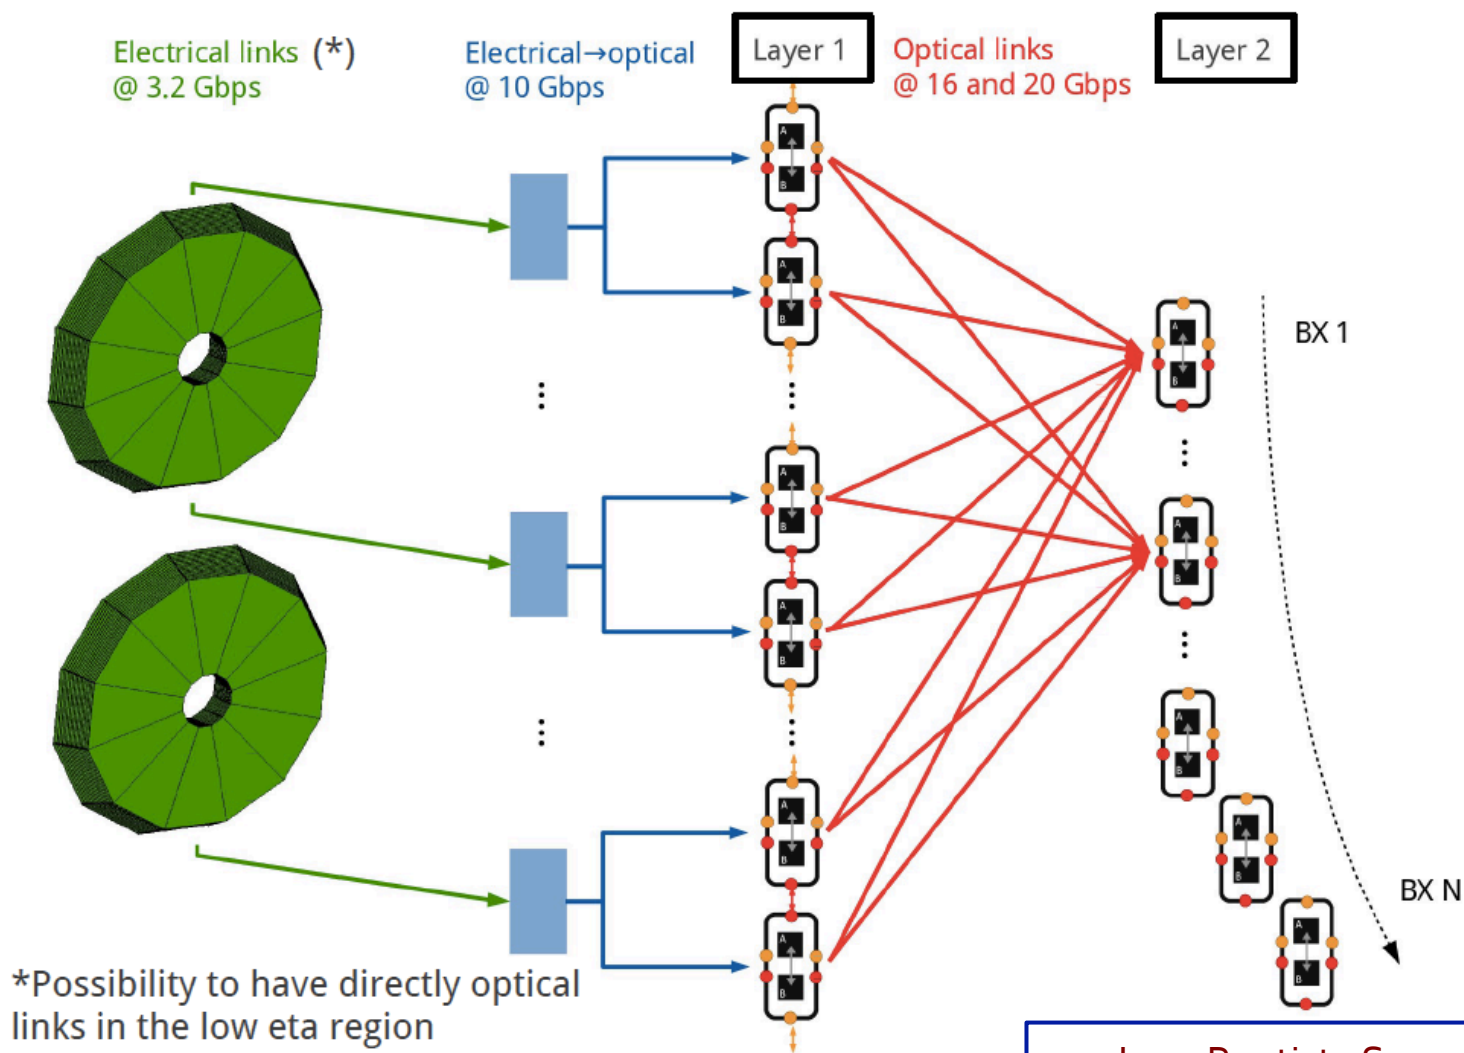 Electrical links (*)
@ 3.2 Gbps
Electrical→optical
@ 10 Gbps
Layer 1
Optical links
@ 16 and 20 Gbps
Layer 2
A
B
A
B
A
B
A
B
A
B
A
B
A
B
A
B
A
B
A
B
A
B
BX 1
BX N
*Possibility to have directly optical
links in the low eta region